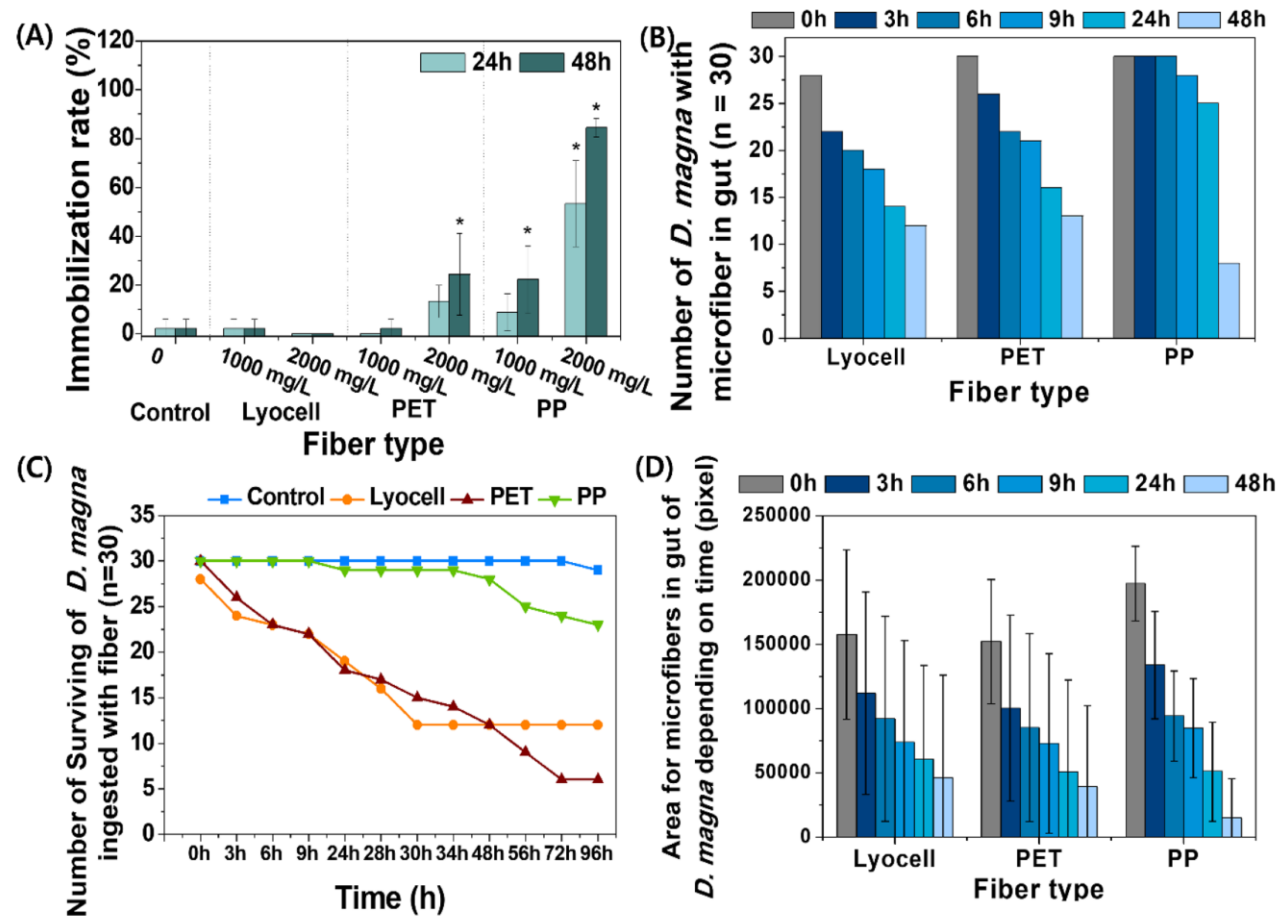 (A)
Immobilization rate (%)
120
100
80
60
40
20
0
24h
48h
*
*
*
*
0
1000 mg/L
2000 mg/L
1000 mg/L
2000 mg/L
1000 mg/L
2000 mg/L
Control
Lyocell
PET
PP
Fiber type
(B)
0h
3h
6h
9h
24h
48h
Number of D. magna with
microfiber in gut (n = 30)
30
25
20
15
10
5
0
Lyocell
PET
PP
Fiber type
(C)
Control
Lyocell
PET
PP
Number of Surviving of D. magna
ingested with fiber (n=30)
35
30
25
20
15
10
5
0
0h
3h
6h
9h
24h
28h
30h
34h
48h
56h
72h
96h
Time (h)
(D)
0h
3h
6h
9h
24h
48h
Area for microfibers in gut of
D. magna depending on time (pixel)
250000
200000
150000
100000
50000
0
Lyocell
PET
PP
Fiber type